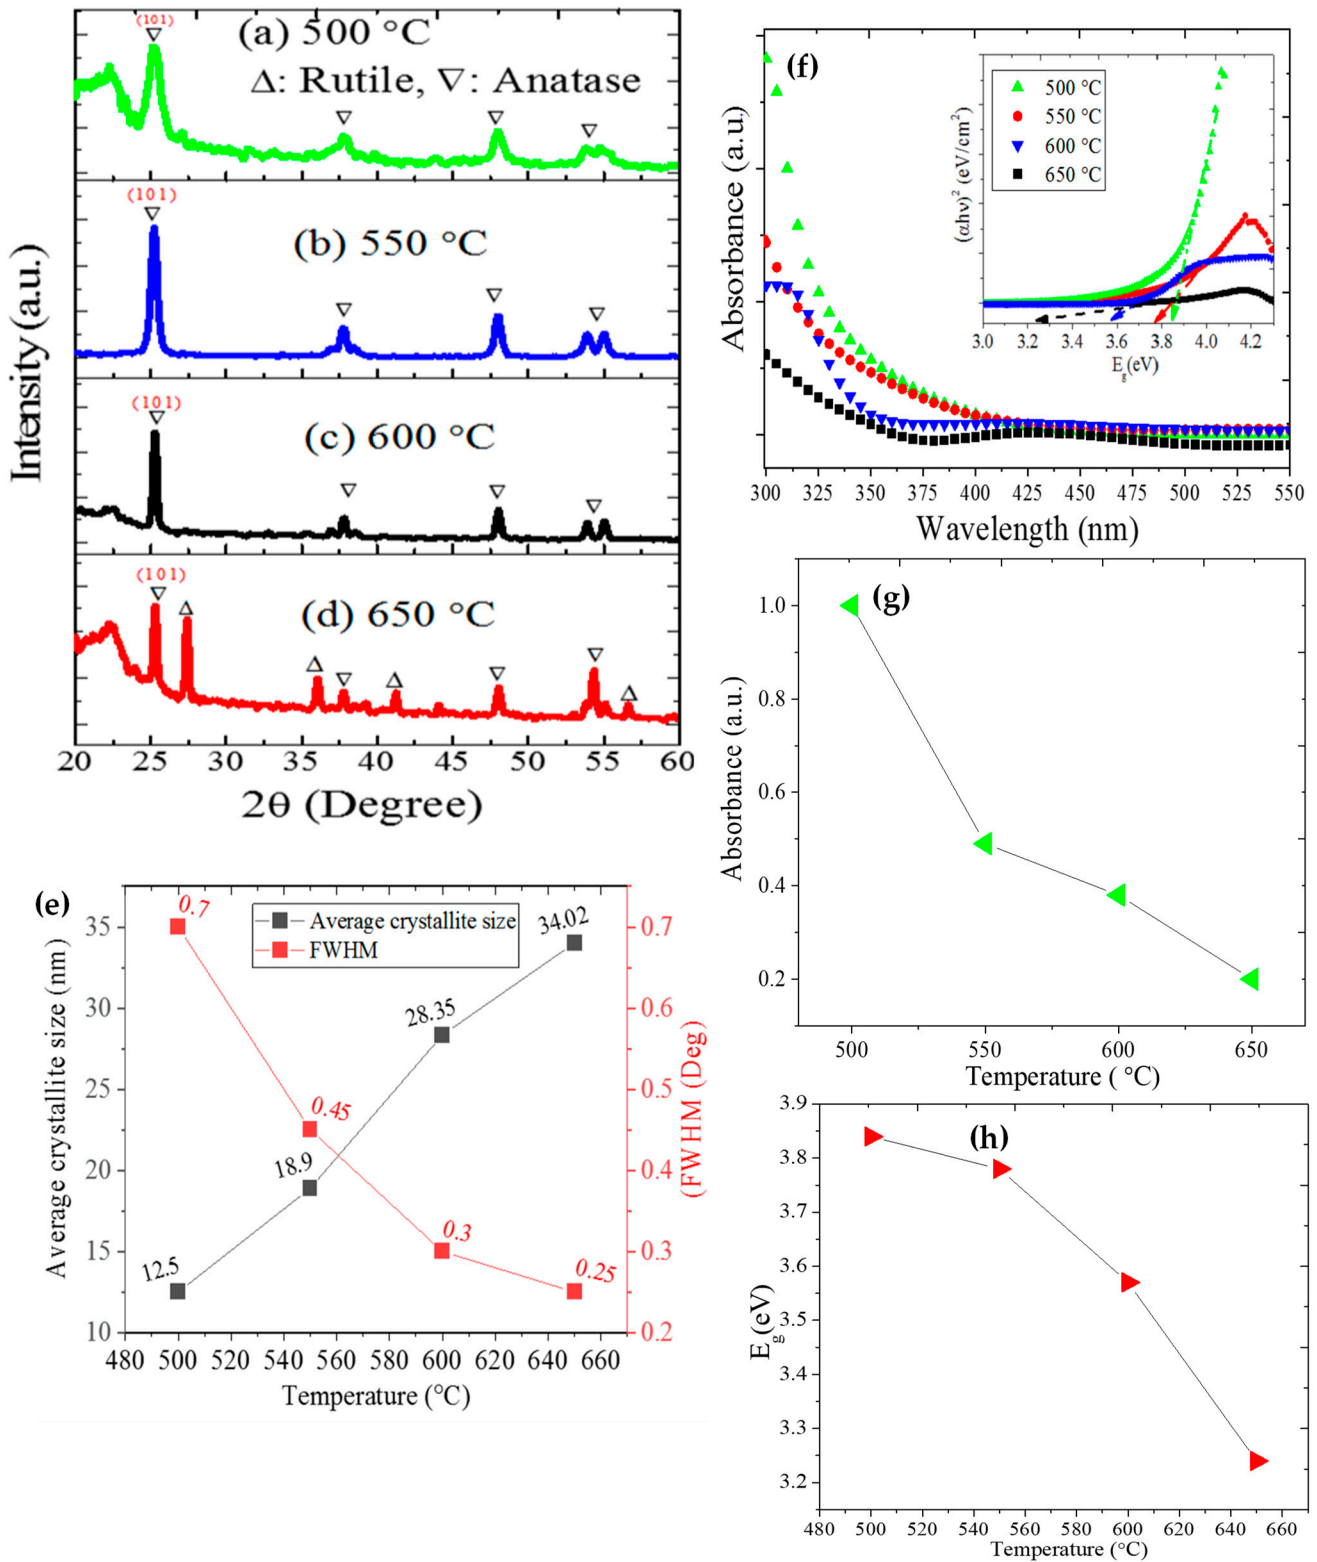 (101)
(a) 500 °C
Δ: Rutile, ∇: Anatase
∇
∇ ∇ ∇
(101)
∇
(b) 550 °C
∇ ∇ ∇
(101)
∇
(c) 600 °C
∇ ∇ ∇
(101)
∇ Δ
(d) 650 °C
Δ ∇ Δ ∇ ∇ Δ
Intensity (a.u.)
20 25 30 35 40 45 50 55 60
2θ (Degree)
(e)
Average crystallite size
FWHM
0.7
0.45
0.3
0.25
12.5
18.9
28.35
34.02
35
30
25
20
15
10
Average crystallite size (nm)
0.7
0.6
0.5
0.4
0.3
0.2
(FWHM (Deg)
480 500 520 540 560 580 600 620 640 660
Temperature (°C)
(f)
Absorbance (a.u.)
300 325 350 375 400 425 450 475 500 525 550
Wavelength (nm)
500 °C
550 °C
600 °C
650 °C
(αhν)² (eV/cm²)
3.0 3.2 3.4 3.6 3.8 4.0 4.2
Eg(eV)
(g)
1.0
0.8
0.6
0.4
0.2
Absorbance (a.u.)
500 550 600 650
Temperature ( °C)
(h)
3.9
3.8
3.7
3.6
3.5
3.4
3.3
3.2
Eg(eV)
480 500 520 540 560 580 600 620 640 660
Temperature (°C)